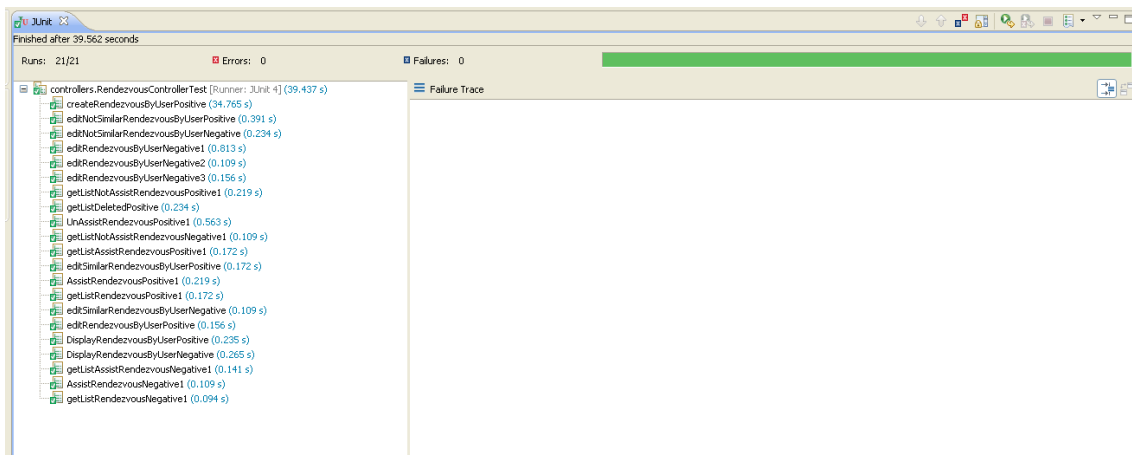 JUnit
Finished after 39.562 seconds
Runs: 21/21 Errors: 0 Failures: 0
controllers.RendezvousControllerTest [Runner: JUnit 4] (39.437 s)
createRendezvousByUserPositive (34.765 s)
editNotSimilarRendezvousByUserPositive (0.391 s)
editNotSimilarRendezvousByUserNegative (0.234 s)
editRendezvousByUserNegative1 (0.813 s)
editRendezvousByUserNegative2 (0.109 s)
editRendezvousByUserNegative3 (0.156 s)
getListNotAssistRendezvousPositive1 (0.219 s)
getListDeletedPositive (0.234 s)
UnAssistRendezvousPositive1 (0.563 s)
getListNotAssistRendezvousNegative1 (0.109 s)
getListAssistRendezvousPositive1 (0.172 s)
editSimilarRendezvousByUserPositive (0.172 s)
AssistRendezvousPositive1 (0.219 s)
getListRendezvousPositive1 (0.172 s)
editSimilarRendezvousByUserNegative (0.109 s)
editRendezvousByUserPositive (0.156 s)
DisplayRendezvousByUserPositive (0.235 s)
DisplayRendezvousByUserNegative (0.265 s)
getListAssistRendezvousNegative1 (0.141 s)
AssistRendezvousNegative1 (0.109 s)
getListRendezvousNegative1 (0.094 s)
Failure Trace